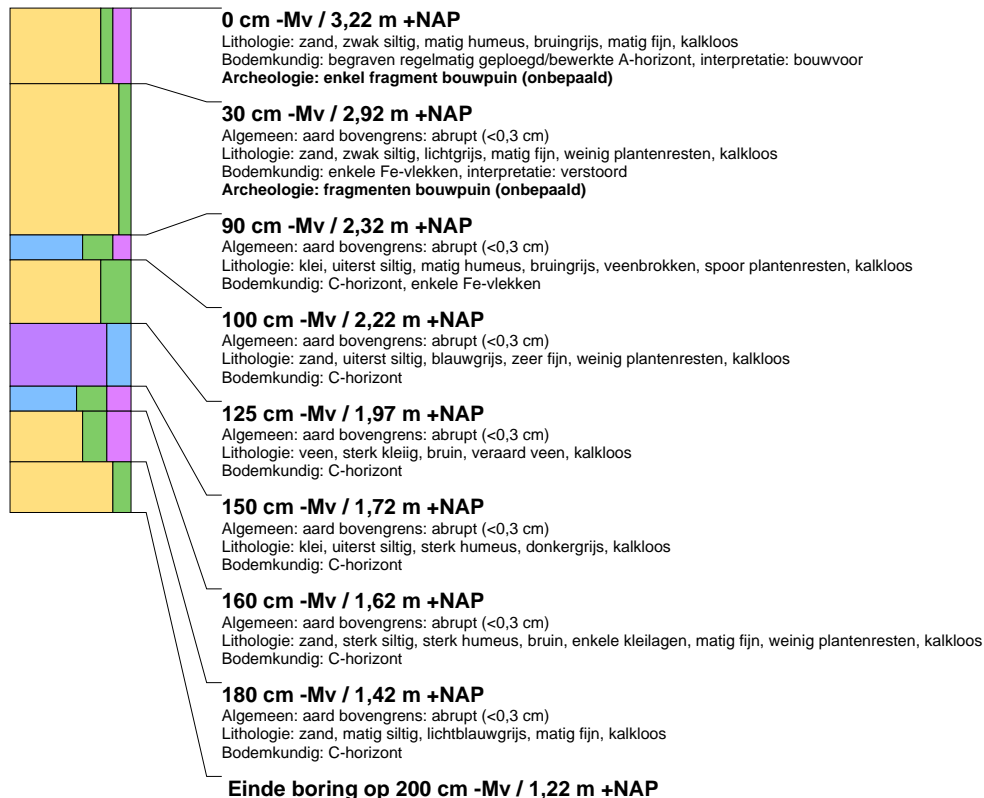 0 cm -Mv / 3,22 m +NAP
Lithologie: zand, zwak siltig, matig humeus, bruingrijs, matig fijn, kalkloos
Bodemkundig: begraven regelmatig geploegd/bewerkte A-horizont, interpretatie: bouwvoor
Archeologie: enkel fragment bouwpuin (onbepaald)
30 cm -Mv / 2,92 m +NAP
Algemeen: aard bovengrens: abrupt (<0,3 cm)
Lithologie: zand, zwak siltig, lichtgrijs, matig fijn, weinig plantenresten, kalkloos
Bodemkundig: enkele Fe-vlekken, interpretatie: verstoord
Archeologie: fragmenten bouwpuin (onbepaald)
90 cm -Mv / 2,32 m +NAP
Algemeen: aard bovengrens: abrupt (<0,3 cm)
Lithologie: klei, uiterst siltig, matig humeus, bruingrijs, veenbrokken, spoor plantenresten, kalkloos
Bodemkundig: C-horizont, enkele Fe-vlekken
100 cm -Mv / 2,22 m +NAP
Algemeen: aard bovengrens: abrupt (<0,3 cm)
Lithologie: zand, uiterst siltig, blauwgrijs, zeer fijn, weinig plantenresten, kalkloos
Bodemkundig: C-horizont
125 cm -Mv / 1,97 m +NAP
Algemeen: aard bovengrens: abrupt (<0,3 cm)
Lithologie: veen, sterk kleiig, bruin, veraard veen, kalkloos
Bodemkundig: C-horizont
150 cm -Mv / 1,72 m +NAP
Algemeen: aard bovengrens: abrupt (<0,3 cm)
Lithologie: klei, uiterst siltig, sterk humeus, donkergrijs, kalkloos
Bodemkundig: C-horizont
160 cm -Mv / 1,62 m +NAP
Algemeen: aard bovengrens: abrupt (<0,3 cm)
Lithologie: zand, sterk siltig, sterk humeus, bruin, enkele kleilagen, matig fijn, weinig plantenresten, kalkloos
Bodemkundig: C-horizont
180 cm -Mv / 1,42 m +NAP
Algemeen: aard bovengrens: abrupt (<0,3 cm)
Lithologie: zand, matig siltig, lichtblauwgrijs, matig fijn, kalkloos
Bodemkundig: C-horizont
Einde boring op 200 cm -Mv / 1,22 m +NAP